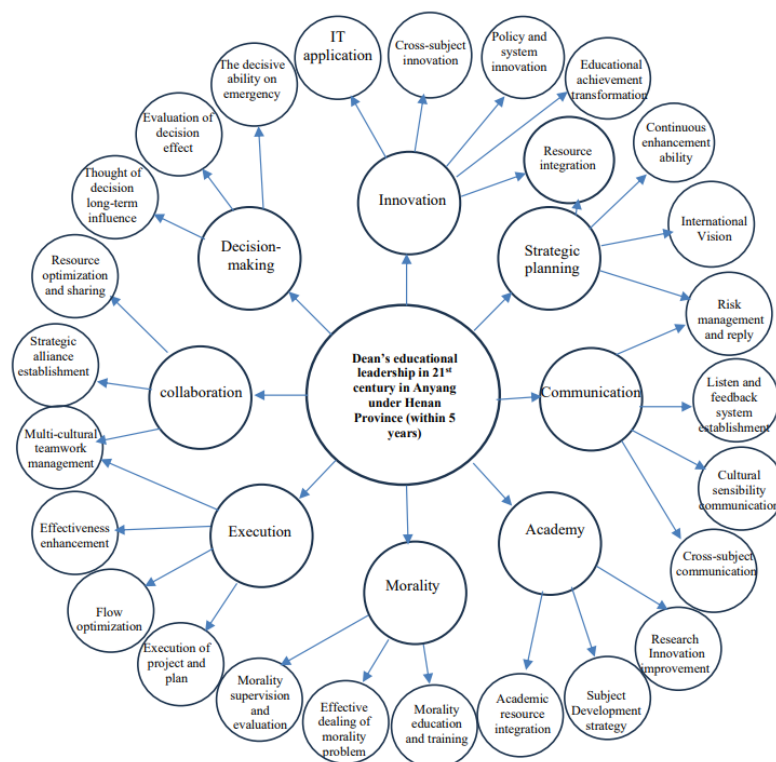 IT
application
Cross-subject
innovation
Policy and
system
innovation
Educational
achievement
transformation
The decisive
ability on
emergency
Evaluation of
decision
effect
Thought of
decision
long-term
influence
Resource
integration
Continuous
enhancement
ability
International
Vision
Innovation
Decision-
making
Strategic
planning
Resource
optimization
and sharing
Risk
management
and reply
Strategic
alliance
establishment
collaboration
Dean's educational
leadership in 21st
century in Anyang
under Henan
Province (within 5
years)
Communication
Listen and
feedback
system
establishment
Multi-cultural
teamwork
management
Cultural
sensibility
communication
Effectiveness
enhancement
Execution
Academy
Cross-subject
communication
Flow
optimization
Morality
Execution of
project and
plan
Research
Innovation
improvement
Morality
supervision
and
evaluation
Effective
dealing of
morality
problem
Morality
education
and training
Academic
resource
integration
Subject
Development
strategy